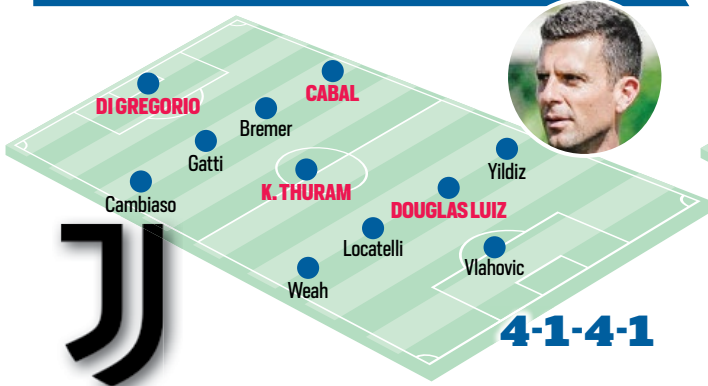 DI GREGORIO
CABAL
Bremer
Gatti
Cambiaso
K. THURAM
Yildiz
DOUGLAS LUIZ
Locatelli
Weah
Vlahovic
4-1-4-1